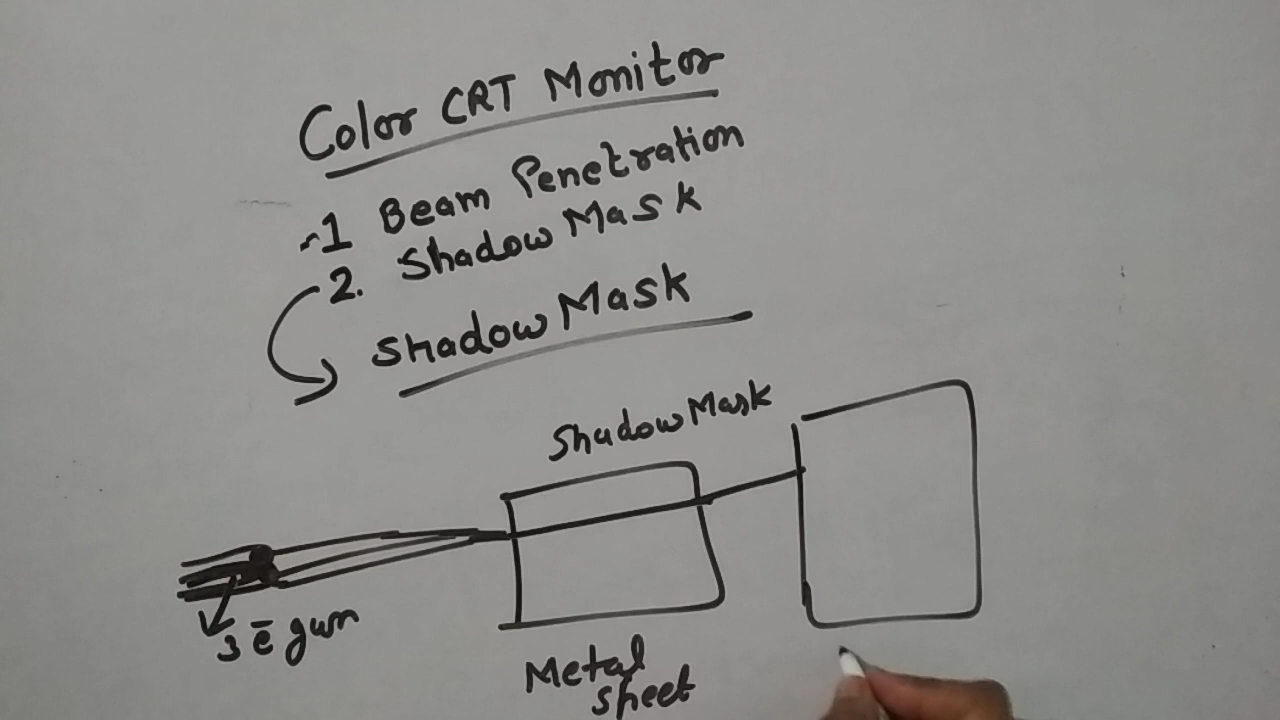 Color CRT Monitor
1 Beam Penetration
2. Shadow Mask
Shadow Mask
Shadow Mask
3 ē gun
Metal
sheet